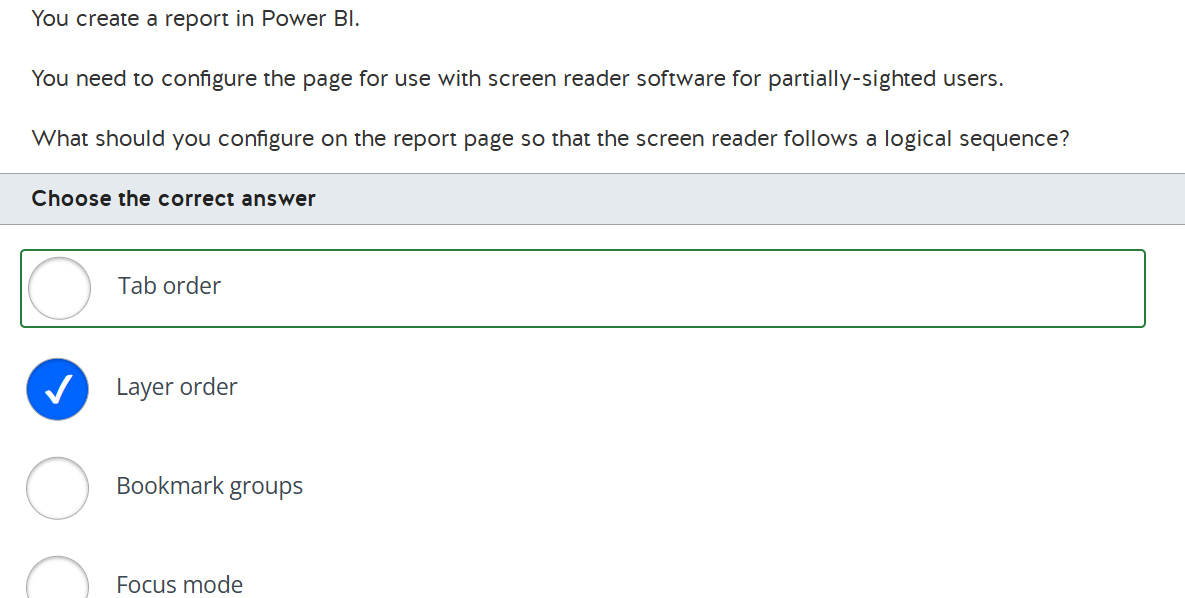 You create a report in Power BI.
You need to configure the page for use with screen reader software for partially-sighted users.
What should you configure on the report page so that the screen reader follows a logical sequence?
Choose the correct answer
Tab order
Layer order
Bookmark groups
Focus mode